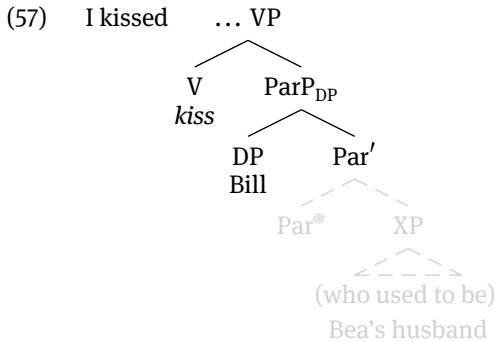 (57) I kissed … VP
V ParP_DP
kiss
DP Par′
Bill
Par⊛ XP
(who used to be)
Bea's husband